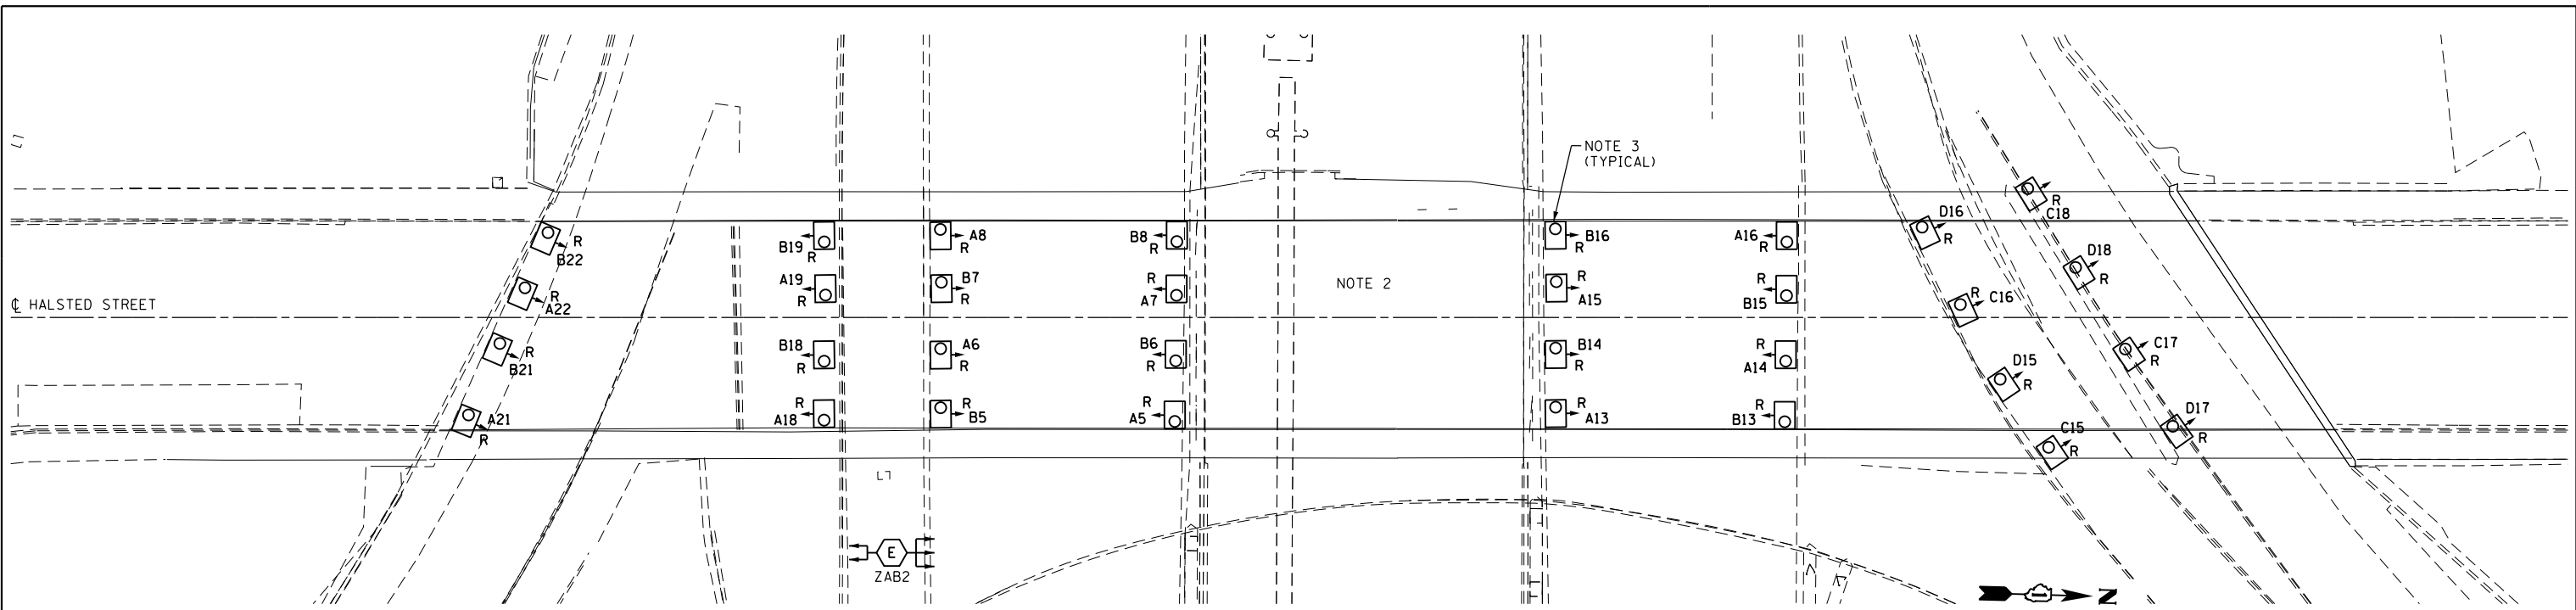 NOTE 3
(TYPICAL)
D16
R
C18
R
R
B22
B19
R
A8
R
B8
R
B16
R
A16
R
D18
R
A19
R
B7
R
R
A7
R
A15
R
B15
NOTE 2
R
A22
R
C16
℄ HALSTED STREET
R
B21
B18
R
A6
R
B6
R
B14
R
R
A14
C17
R
D15
R
A21
R
R
A18
R
B5
R
A5
R
A13
R
B13
C15
R
D17
R
E
ZAB2
N